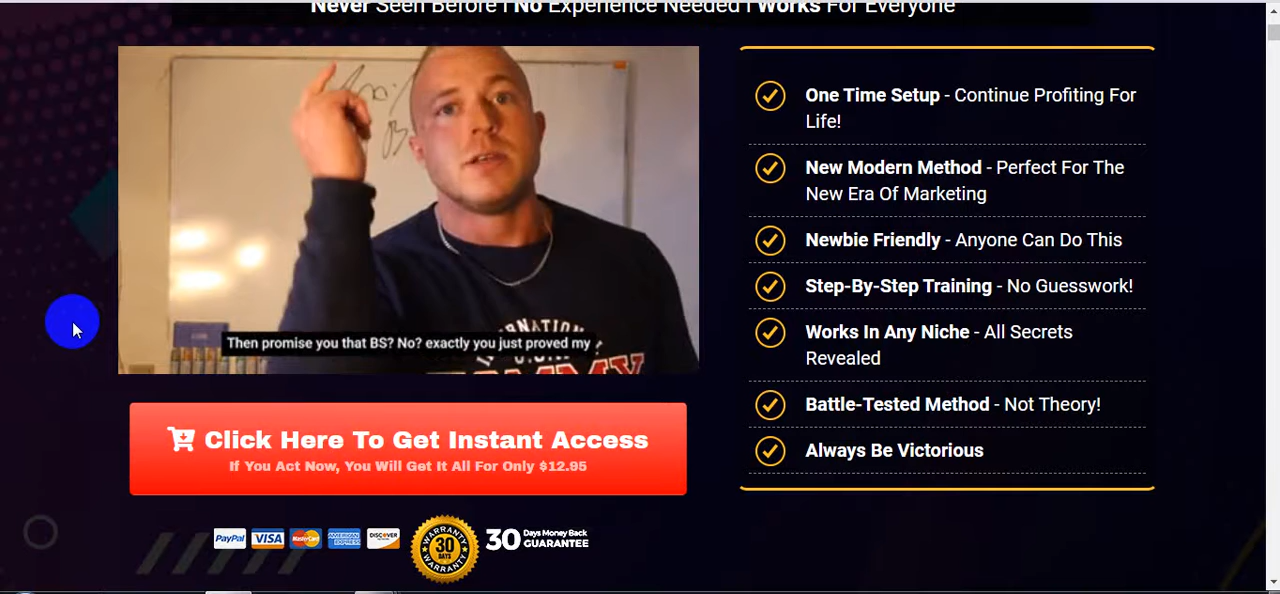 Never Seen Before | No Experience Needed | Works For Everyone
Then promise you that BS? No? exactly you just proved my
One Time Setup - Continue Profiting For
Life!
New Modern Method - Perfect For The
New Era Of Marketing
Newbie Friendly - Anyone Can Do This
Step-By-Step Training - No Guesswork!
Works In Any Niche - All Secrets
Revealed
Battle-Tested Method - Not Theory!
Always Be Victorious
Click Here To Get Instant Access
If You Act Now, You Will Get It All For Only $12.95
PayPal
VISA
MasterCard
AMERICAN
EXPRESS
DISCOVER
WARRANTY
30
DAYS
WARRANTY
30 Days Money Back
GUARANTEE